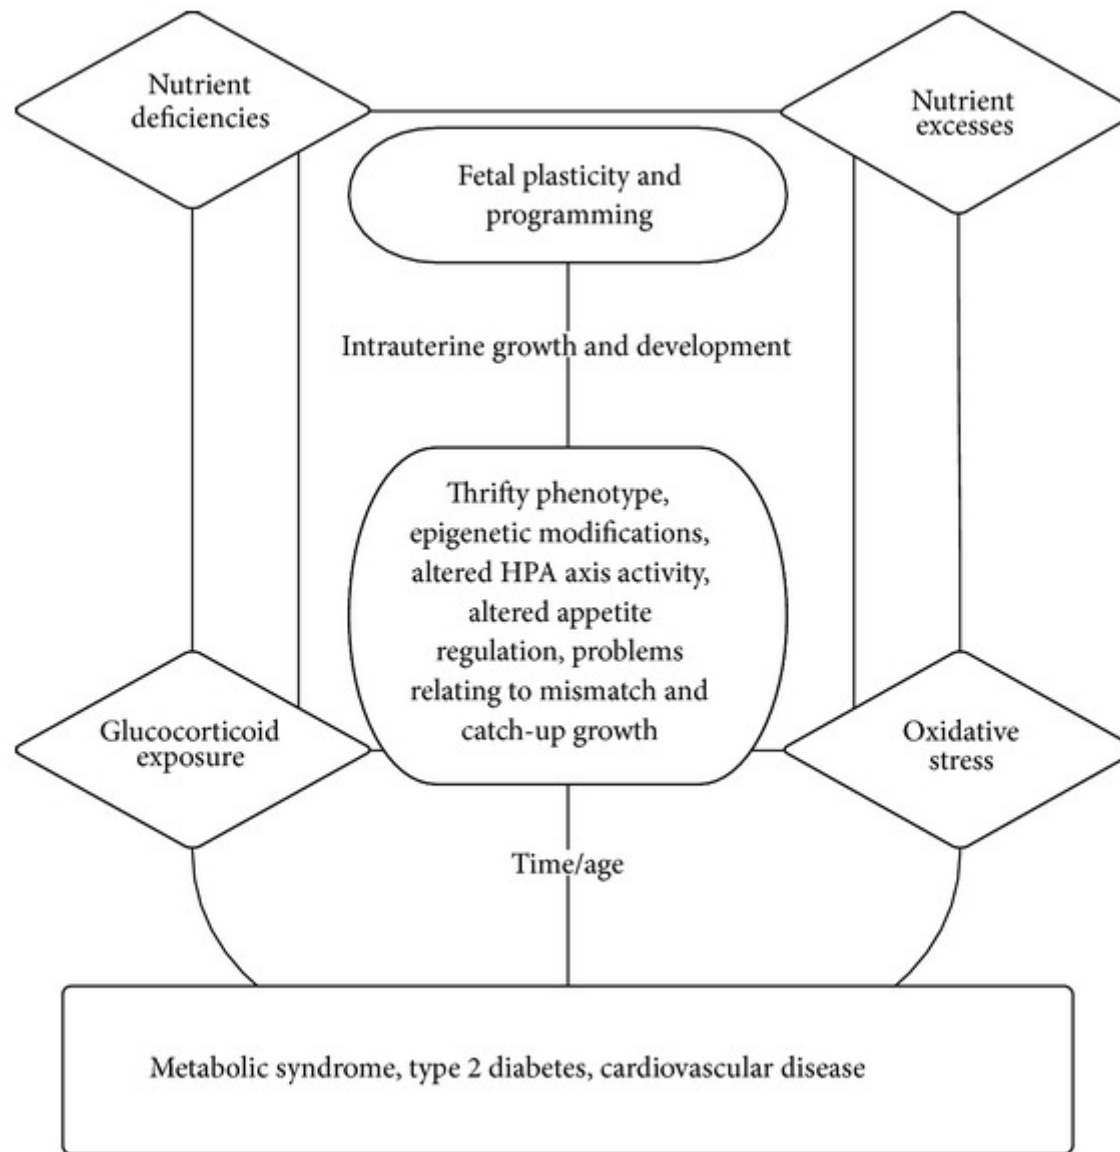 Nutrient
deficiencies
Nutrient
excesses
Fetal plasticity and
programming
Intrauterine growth and development
Thrifty phenotype,
epigenetic modifications,
altered HPA axis activity,
altered appetite
regulation, problems
relating to mismatch and
catch-up growth
Glucocorticoid
exposure
Oxidative
stress
Time/age
Metabolic syndrome, type 2 diabetes, cardiovascular disease